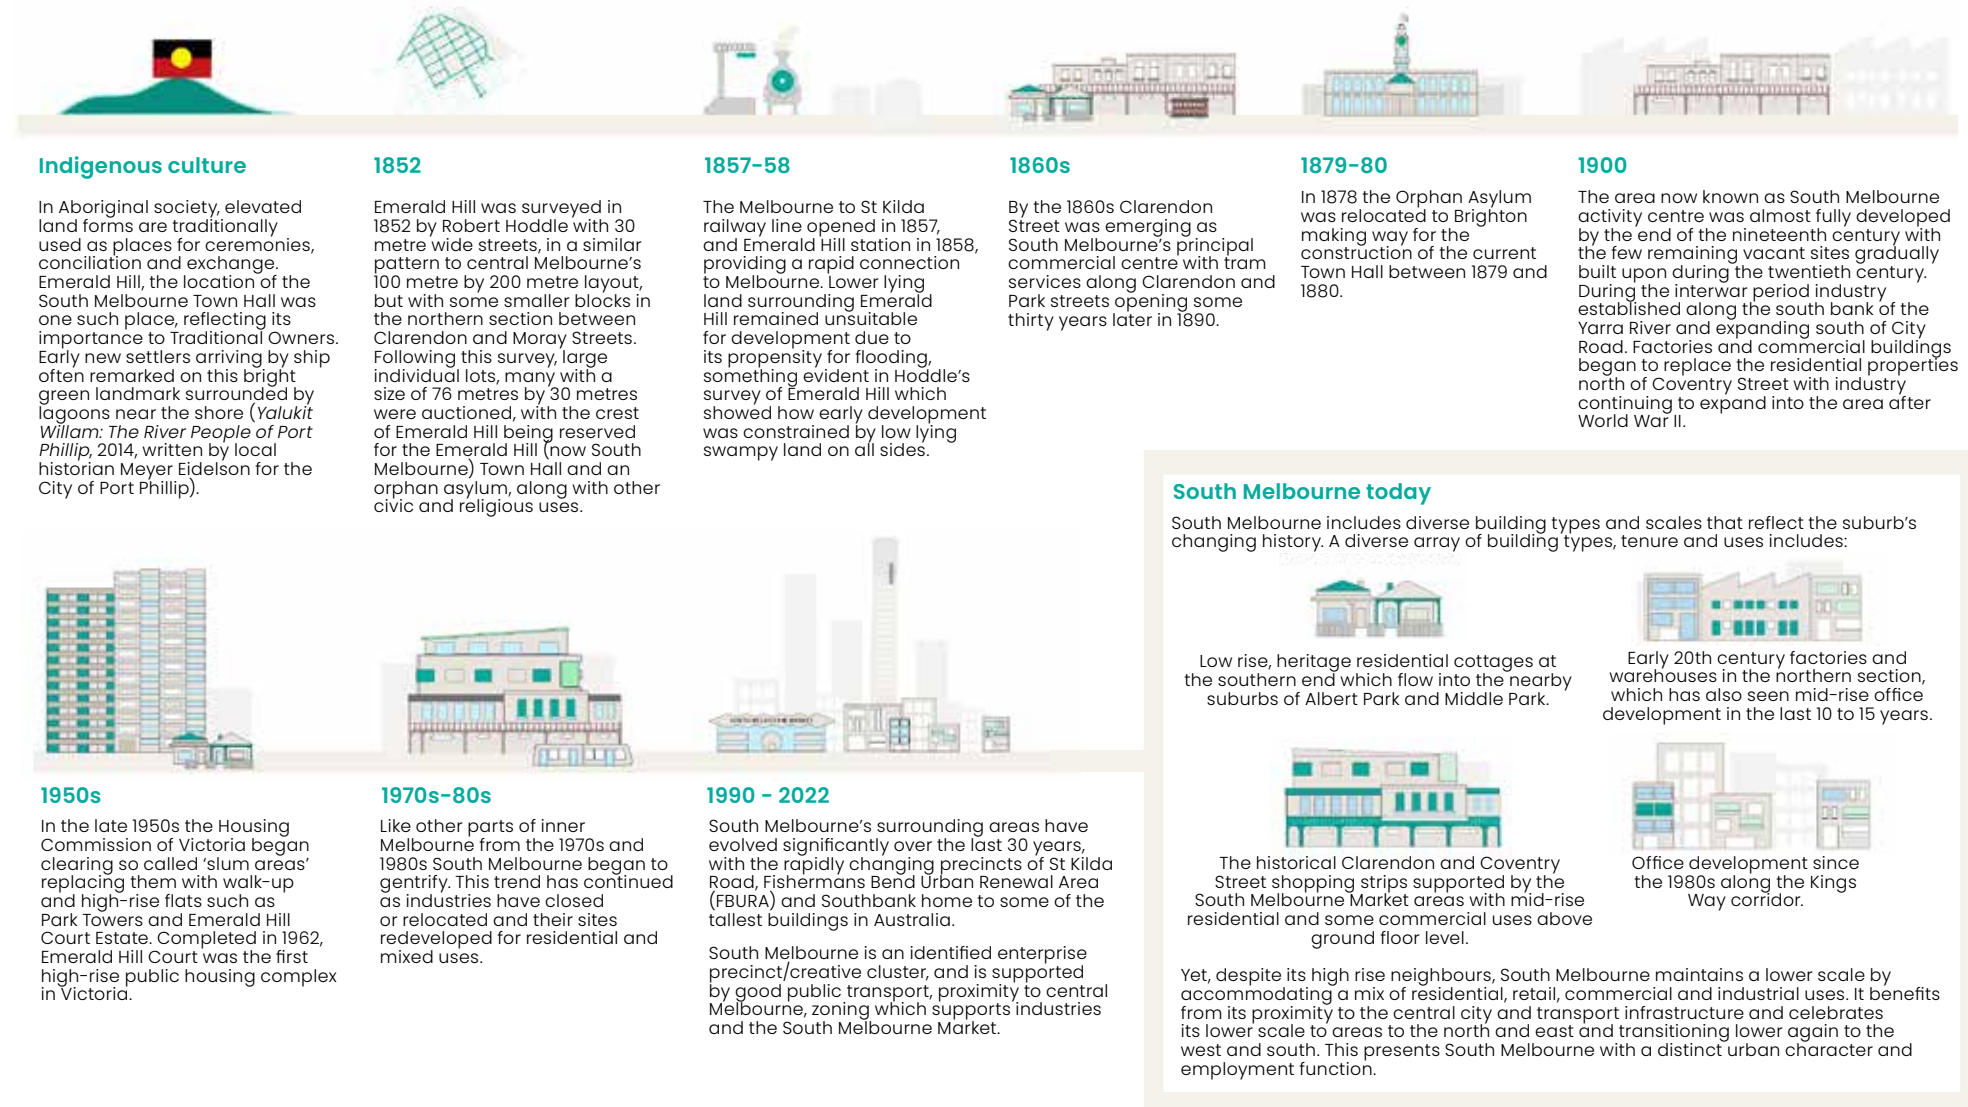 Indigenous culture
In Aboriginal society, elevated
land forms are traditionally
used as places for ceremonies,
conciliation and exchange.
Emerald Hill, the location of the
South Melbourne Town Hall was
one such place, reflecting its
importance to Traditional Owners.
Early new settlers arriving by ship
often remarked on this bright
green landmark surrounded by
lagoons near the shore (Yalukit
Willam: The River People of Port
Phillip, 2014, written by local
historian Meyer Eidelson for the
City of Port Phillip).
1852
Emerald Hill was surveyed in
1852 by Robert Hoddle with 30
metre wide streets, in a similar
pattern to central Melbourne's
100 metre by 200 metre layout,
but with some smaller blocks in
the northern section between
Clarendon and Moray Streets.
Following this survey, large
individual lots, many with a
size of 76 metres by 30 metres
were auctioned, with the crest
of Emerald Hill being reserved
for the Emerald Hill (now South
Melbourne) Town Hall and an
orphan asylum, along with other
civic and religious uses.
1857-58
The Melbourne to St Kilda
railway line opened in 1857,
and Emerald Hill station in 1858,
providing a rapid connection
to Melbourne. Lower lying
land surrounding Emerald
Hill remained unsuitable
for development due to
its propensity for flooding,
something evident in Hoddle's
survey of Emerald Hill which
showed how early development
was constrained by low lying
swampy land on all sides.
1860s
By the 1860s Clarendon
Street was emerging as
South Melbourne's principal
commercial centre with tram
services along Clarendon and
Park streets opening some
thirty years later in 1890.
1879-80
In 1878 the Orphan Asylum
was relocated to Brighton
making way for the
construction of the current
Town Hall between 1879 and
1880.
1900
The area now known as South Melbourne
activity centre was almost fully developed
by the end of the nineteenth century with
the few remaining vacant sites gradually
built upon during the twentieth century.
During the interwar period industry
established along the south bank of the
Yarra River and expanding south of City
Road. Factories and commercial buildings
began to replace the residential properties
north of Coventry Street with industry
continuing to expand into the area after
World War II.
SOUTH MELBOURNE MARKET
1950s
In the late 1950s the Housing
Commission of Victoria began
clearing so called 'slum areas'
replacing them with walk-up
and high-rise flats such as
Park Towers and Emerald Hill
Court Estate. Completed in 1962,
Emerald Hill Court was the first
high-rise public housing complex
in Victoria.
1970s-80s
Like other parts of inner
Melbourne from the 1970s and
1980s South Melbourne began to
gentrify. This trend has continued
as industries have closed
or relocated and their sites
redeveloped for residential and
mixed uses.
1990 - 2022
South Melbourne's surrounding areas have
evolved significantly over the last 30 years,
with the rapidly changing precincts of St Kilda
Road, Fishermans Bend Urban Renewal Area
(FBURA) and Southbank home to some of the
tallest buildings in Australia.
South Melbourne is an identified enterprise
precinct/creative cluster, and is supported
by good public transport, proximity to central
Melbourne, zoning which supports industries
and the South Melbourne Market.
South Melbourne today
South Melbourne includes diverse building types and scales that reflect the suburb's
changing history. A diverse array of building types, tenure and uses includes:
Low rise, heritage residential cottages at
the southern end which flow into the nearby
suburbs of Albert Park and Middle Park.
Early 20th century factories and
warehouses in the northern section,
which has also seen mid-rise office
development in the last 10 to 15 years.
The historical Clarendon and Coventry
Street shopping strips supported by the
South Melbourne Market areas with mid-rise
residential and some commercial uses above
ground floor level.
Office development since
the 1980s along the Kings
Way corridor.
Yet, despite its high rise neighbours, South Melbourne maintains a lower scale by
accommodating a mix of residential, retail, commercial and industrial uses. It benefits
from its proximity to the central city and transport infrastructure and celebrates
its lower scale to areas to the north and east and transitioning lower again to the
west and south. This presents South Melbourne with a distinct urban character and
employment function.